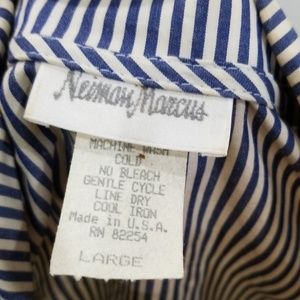 Neiman Marcus
MACHINE WASH
COLD
NO BLEACH
GENTLE CYCLE
LINE DRY
COOL IRON
Made in U.S.A.
RN 82254
LARGE